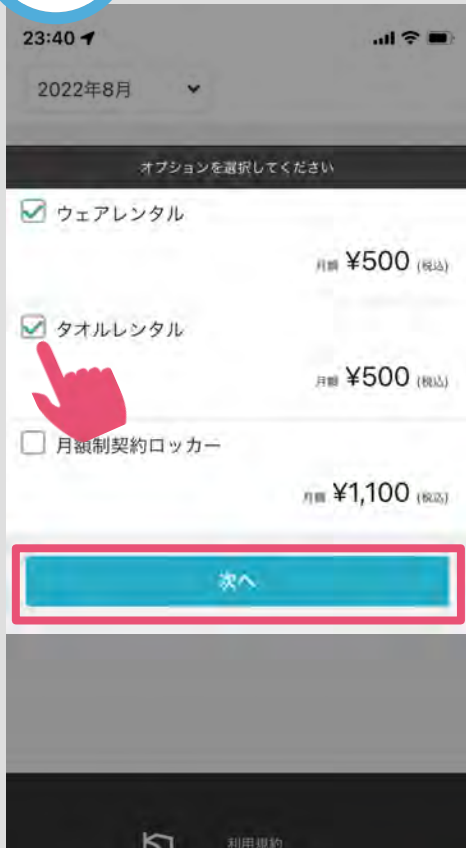 23:40
2022年8月
オプションを選択してください
ウェアレンタル
月額 ¥500 (税込)
タオルレンタル
月額 ¥500 (税込)
月額制契約ロッカー
月額 ¥1,100 (税込)
次へ
利用規約